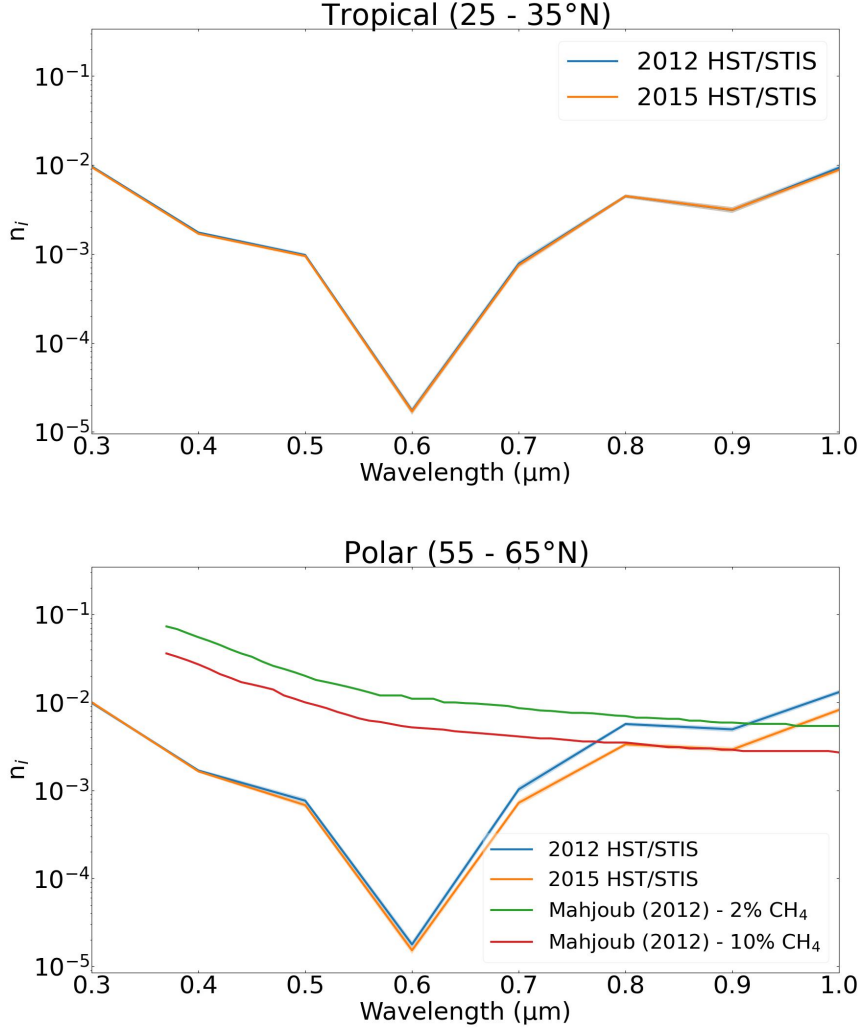 Tropical (25 - 35°N)
2012 HST/STIS
2015 HST/STIS
10⁻¹
10⁻²
10⁻³
10⁻⁴
10⁻⁵
nᵢ
0.3 0.4 0.5 0.6 0.7 0.8 0.9 1.0
Wavelength (μm)
Polar (55 - 65°N)
10⁻¹
10⁻²
10⁻³
10⁻⁴
10⁻⁵
nᵢ
2012 HST/STIS
2015 HST/STIS
Mahjoub (2012) - 2% CH₄
Mahjoub (2012) - 10% CH₄
0.3 0.4 0.5 0.6 0.7 0.8 0.9 1.0
Wavelength (μm)